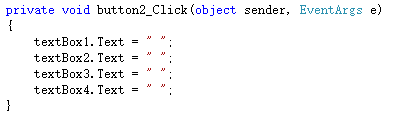 private void button2_Click(object sender, EventArgs e)
{
    textBox1.Text = " ";
    textBox2.Text = " ";
    textBox3.Text = " ";
    textBox4.Text = " ";
}